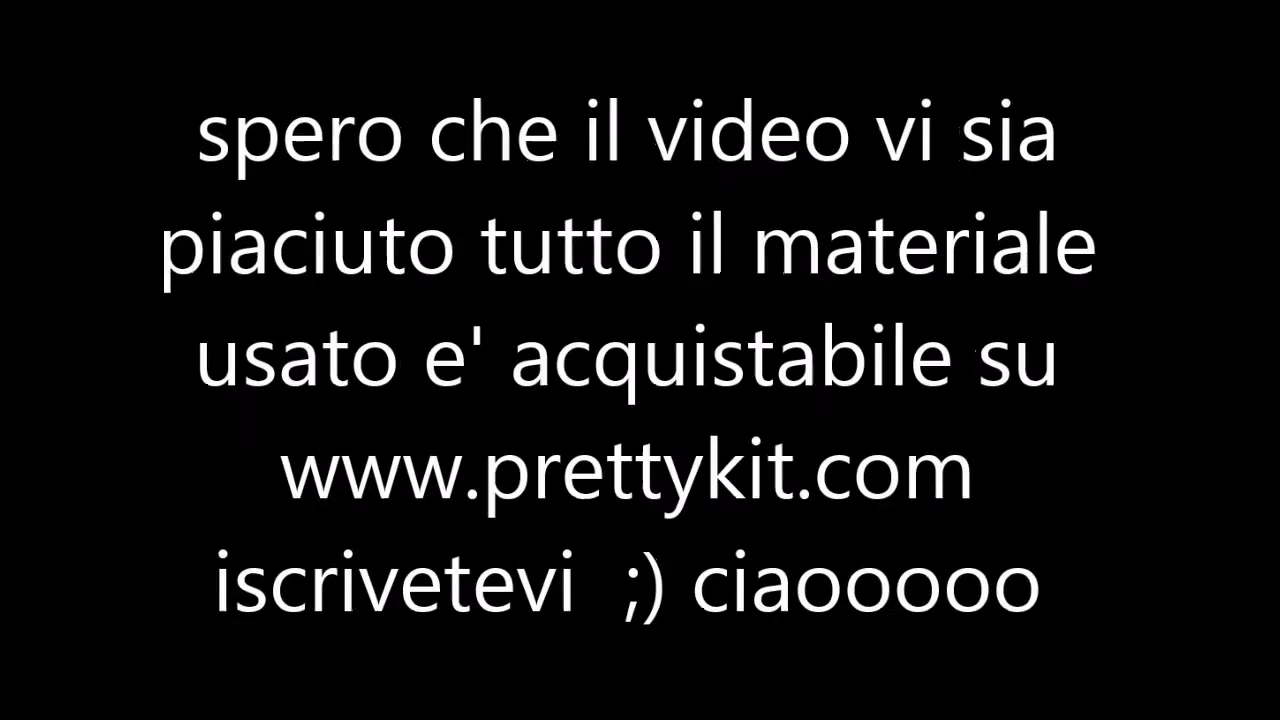 spero che il video vi sia
piaciuto tutto il materiale
usato e' acquistabile su
www.prettykit.com
iscrivetevi  ;) ciaooooo